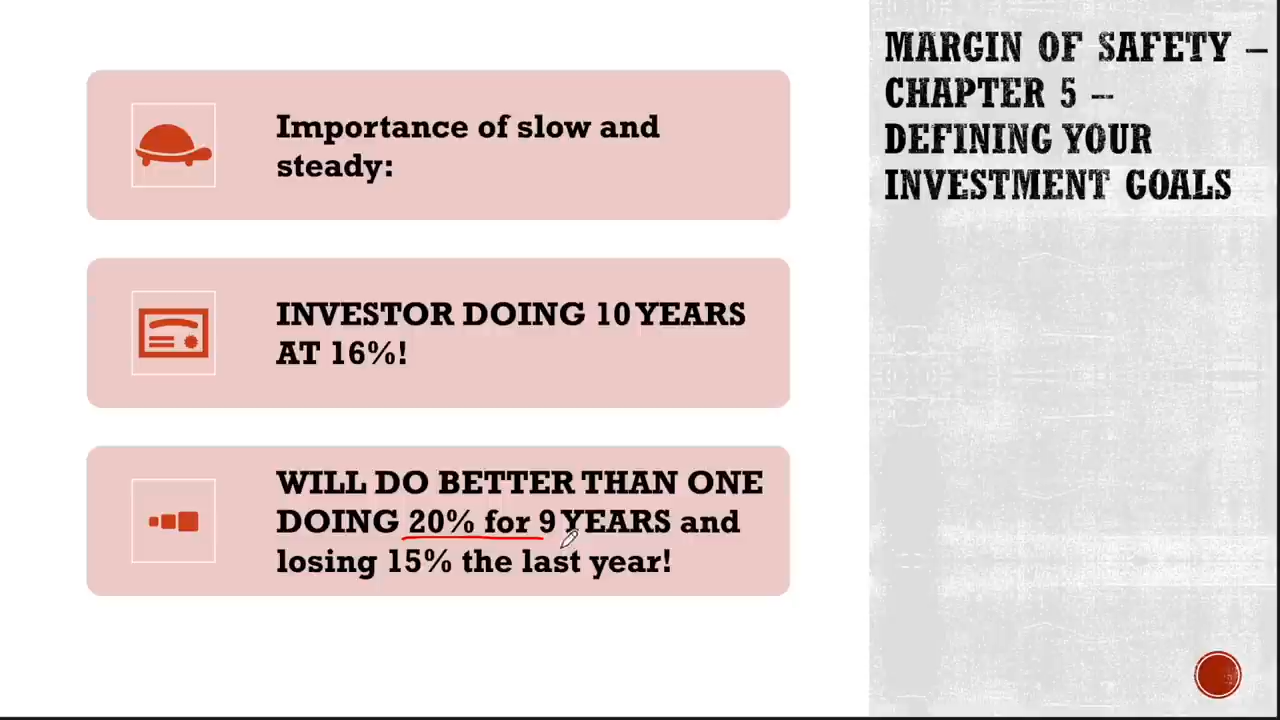 MARGIN OF SAFETY –
CHAPTER 5 –
DEFINING YOUR
INVESTMENT GOALS
Importance of slow and
steady:
INVESTOR DOING 10 YEARS
AT 16%!
WILL DO BETTER THAN ONE
DOING 20% for 9 YEARS and
losing 15% the last year!